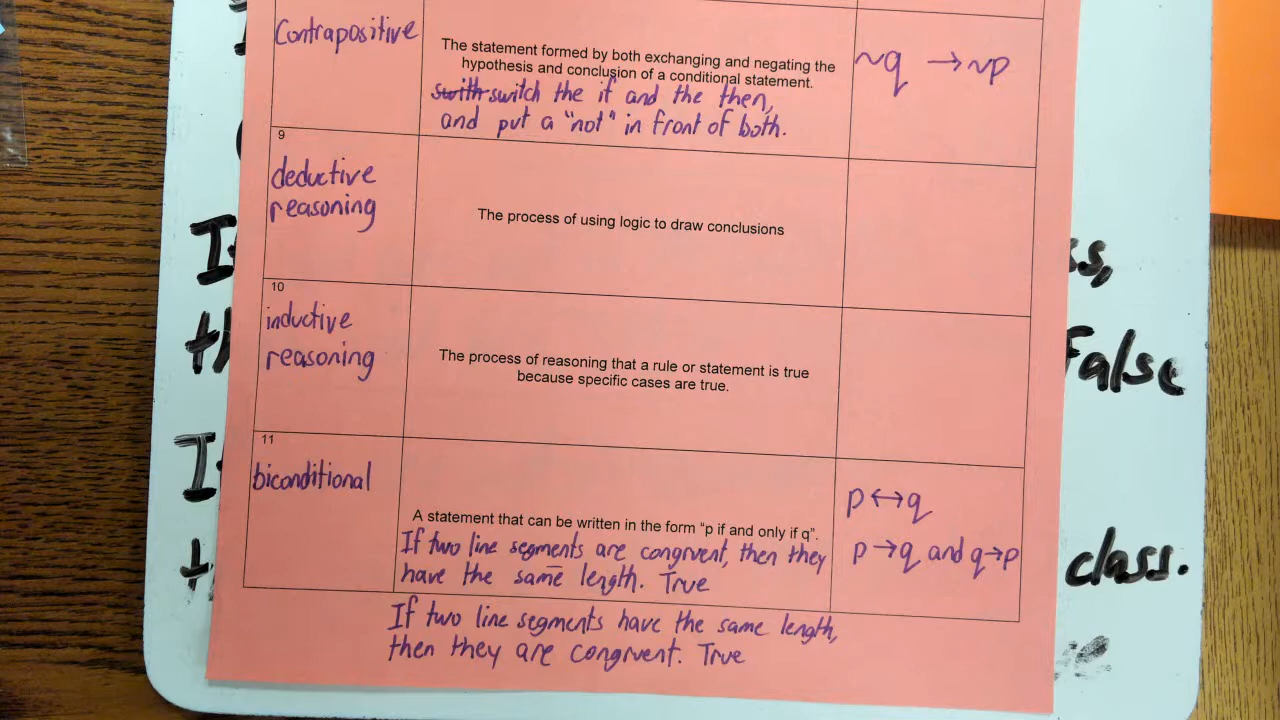 Contrapositive
The statement formed by both exchanging and negating the
hypothesis and conclusion of a conditional statement.
swith switch the if and the then,
and put a "not" in front of both.
~q → ~p
9
deductive
reasoning
The process of using logic to draw conclusions
10
inductive
reasoning
The process of reasoning that a rule or statement is true
because specific cases are true.
False
11
biconditional
A statement that can be written in the form "p if and only if q".
If two line segments are congruent, then they
have the same length. True
p ↔ q
p → q and q → p
class.
If two line segments have the same length,
then they are congruent. True